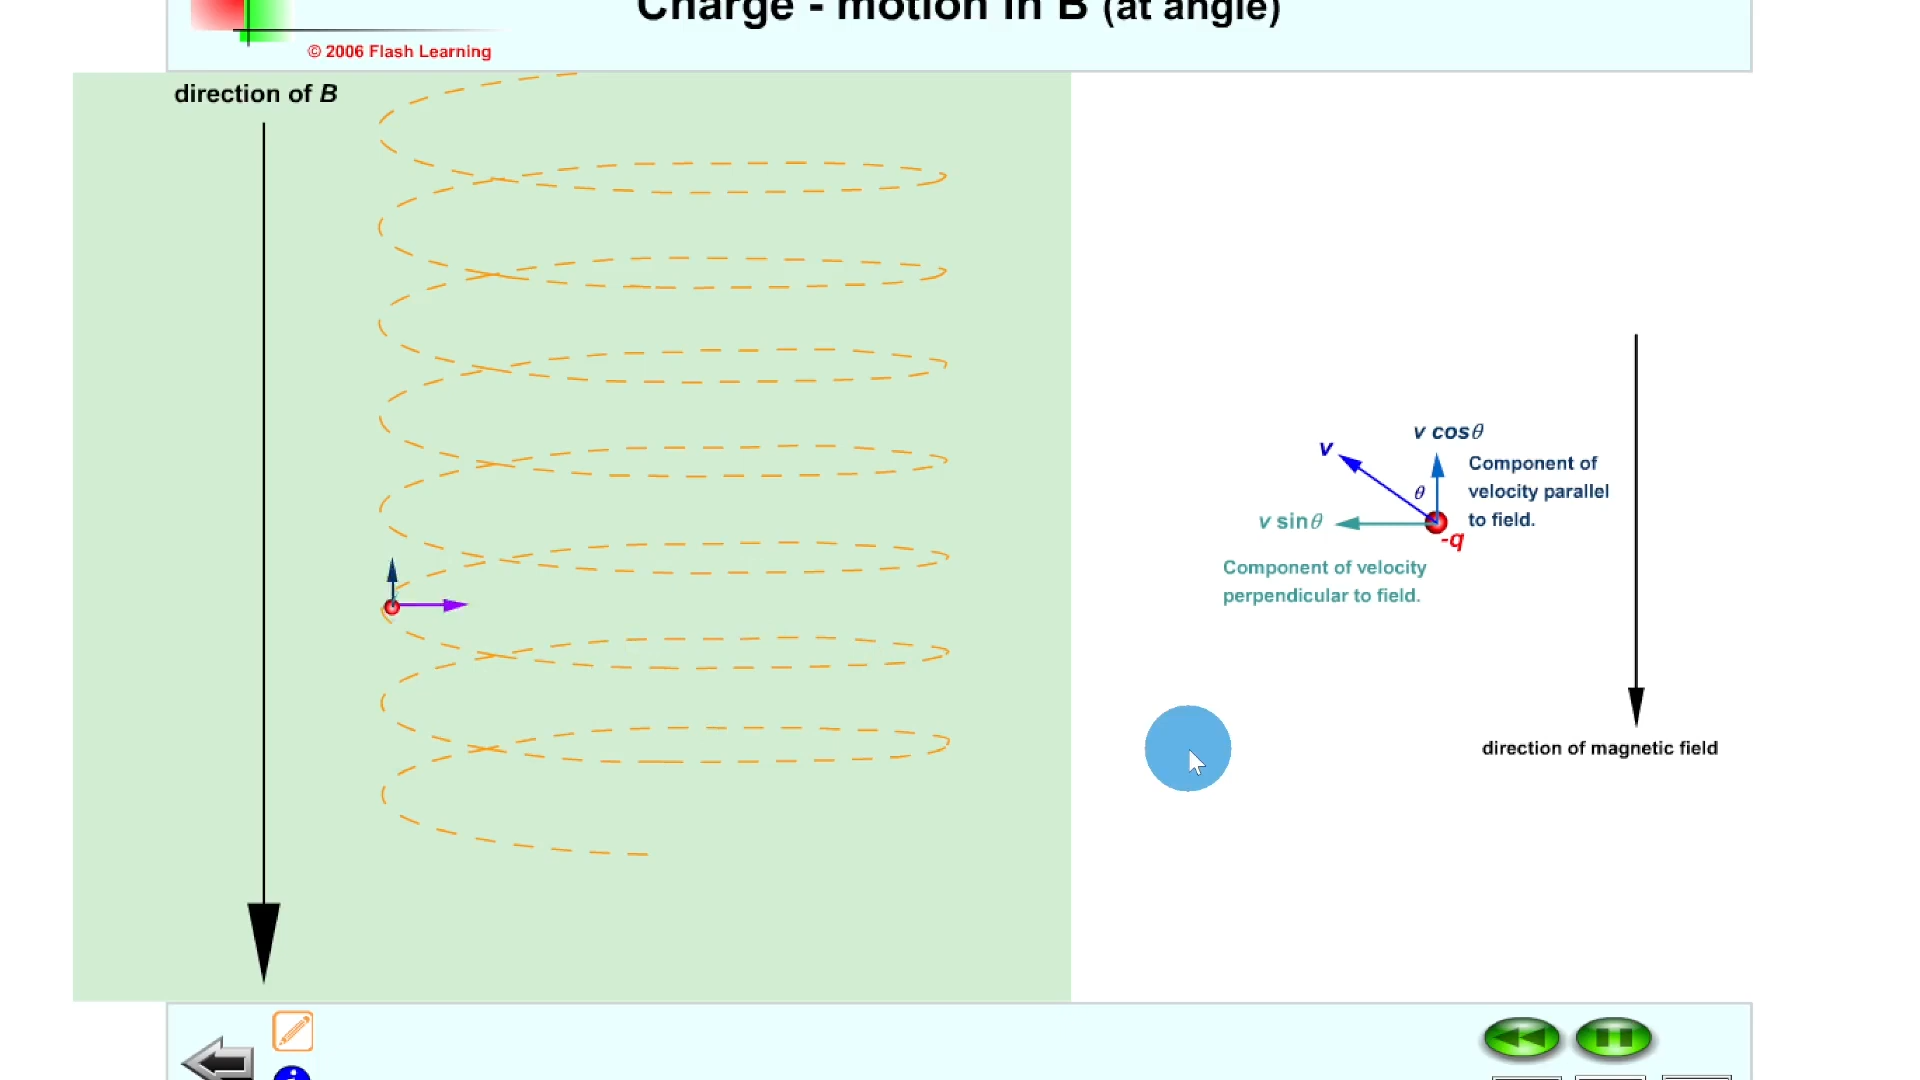 Charge - motion in B (at angle)
© 2006 Flash Learning
direction of B
v cosθ
v
Component of
velocity parallel
to field.
θ
v sinθ
-q
Component of velocity
perpendicular to field.
direction of magnetic field